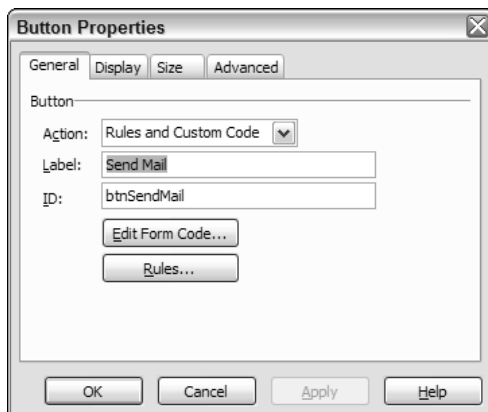 Button Properties
General Display Size Advanced
Button
Action: Rules and Custom Code
Label: Send Mail
ID: btnSendMail
Edit Form Code...
Rules...
OK Cancel Apply Help